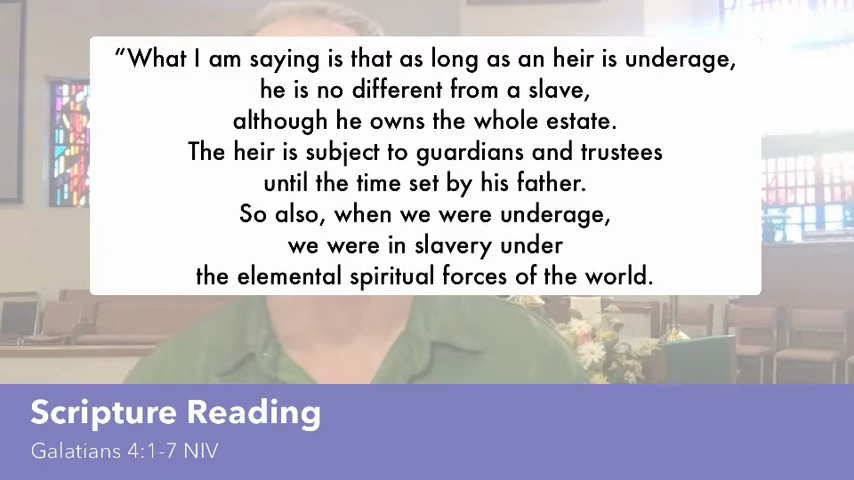 “What I am saying is that as long as an heir is underage,
he is no different from a slave,
although he owns the whole estate.
The heir is subject to guardians and trustees
until the time set by his father.
So also, when we were underage,
we were in slavery under
the elemental spiritual forces of the world.
Scripture Reading
Galatians 4:1-7 NIV